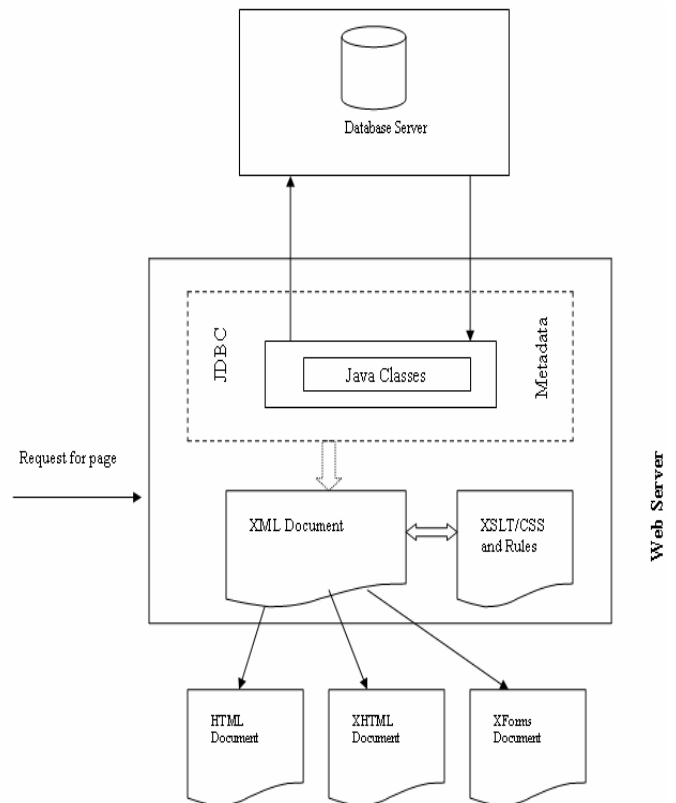 Database Server
JDBC
Java Classes
Metadata
Request for page
XML Document
XSLT/CSS
and Rules
Web Server
HTML
Document
XHTML
Document
XForms
Document